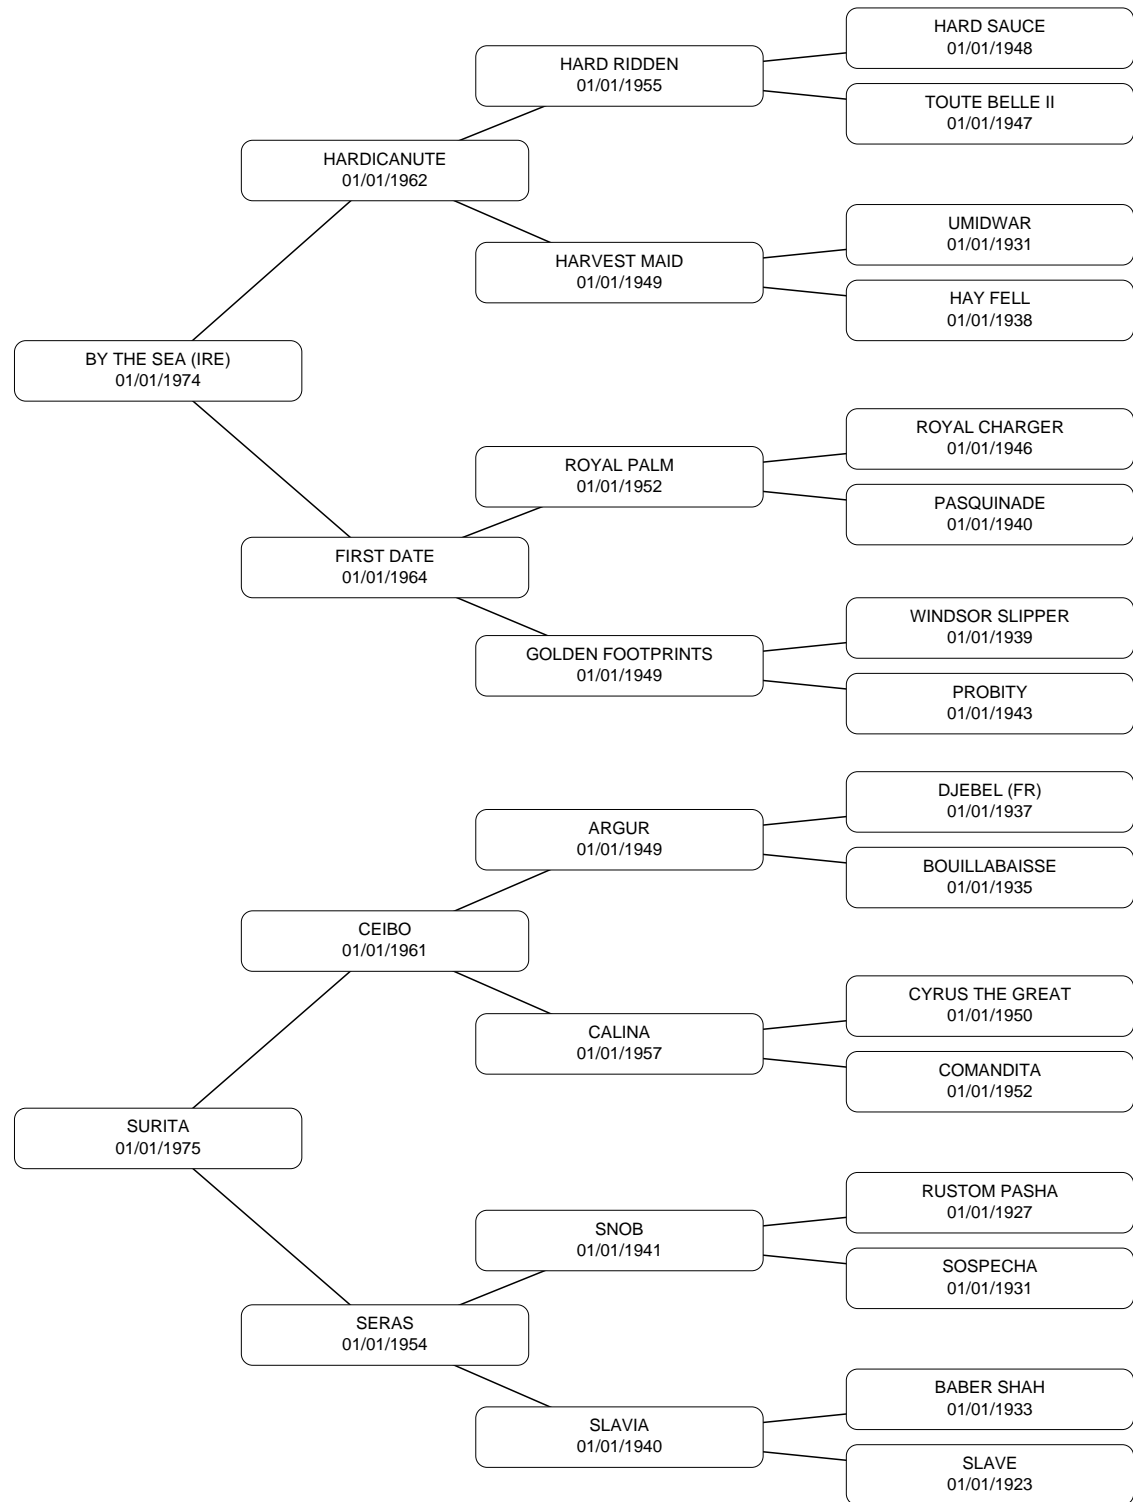 HARD SAUCE
01/01/1948
HARD RIDDEN
01/01/1955
TOUTE BELLE II
01/01/1947
HARDICANUTE
01/01/1962
UMIDWAR
01/01/1931
HARVEST MAID
01/01/1949
HAY FELL
01/01/1938
BY THE SEA (IRE)
01/01/1974
ROYAL CHARGER
01/01/1946
ROYAL PALM
01/01/1952
PASQUINADE
01/01/1940
FIRST DATE
01/01/1964
WINDSOR SLIPPER
01/01/1939
GOLDEN FOOTPRINTS
01/01/1949
PROBITY
01/01/1943
DJEBEL (FR)
01/01/1937
ARGUR
01/01/1949
BOUILLABAISSE
01/01/1935
CEIBO
01/01/1961
CYRUS THE GREAT
01/01/1950
CALINA
01/01/1957
COMANDITA
01/01/1952
SURITA
01/01/1975
RUSTOM PASHA
01/01/1927
SNOB
01/01/1941
SOSPECHA
01/01/1931
SERAS
01/01/1954
BABER SHAH
01/01/1933
SLAVIA
01/01/1940
SLAVE
01/01/1923